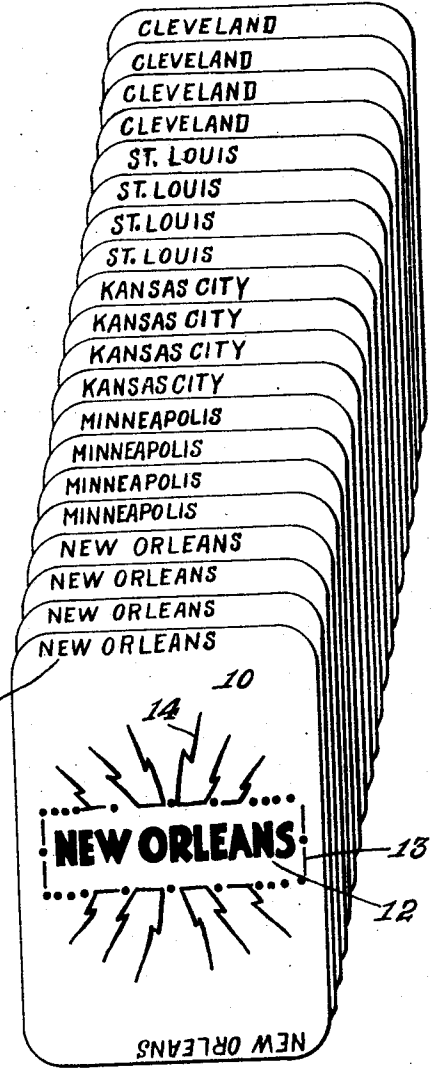 CLEVELAND
CLEVELAND
CLEVELAND
CLEVELAND
ST. LOUIS
ST. LOUIS
ST. LOUIS
ST. LOUIS
KANSAS CITY
KANSAS CITY
KANSAS CITY
KANSAS CITY
MINNEAPOLIS
MINNEAPOLIS
MINNEAPOLIS
MINNEAPOLIS
NEW ORLEANS
NEW ORLEANS
NEW ORLEANS
NEW ORLEANS
10
14
NEW ORLEANS
13
12
NEW ORLEANS